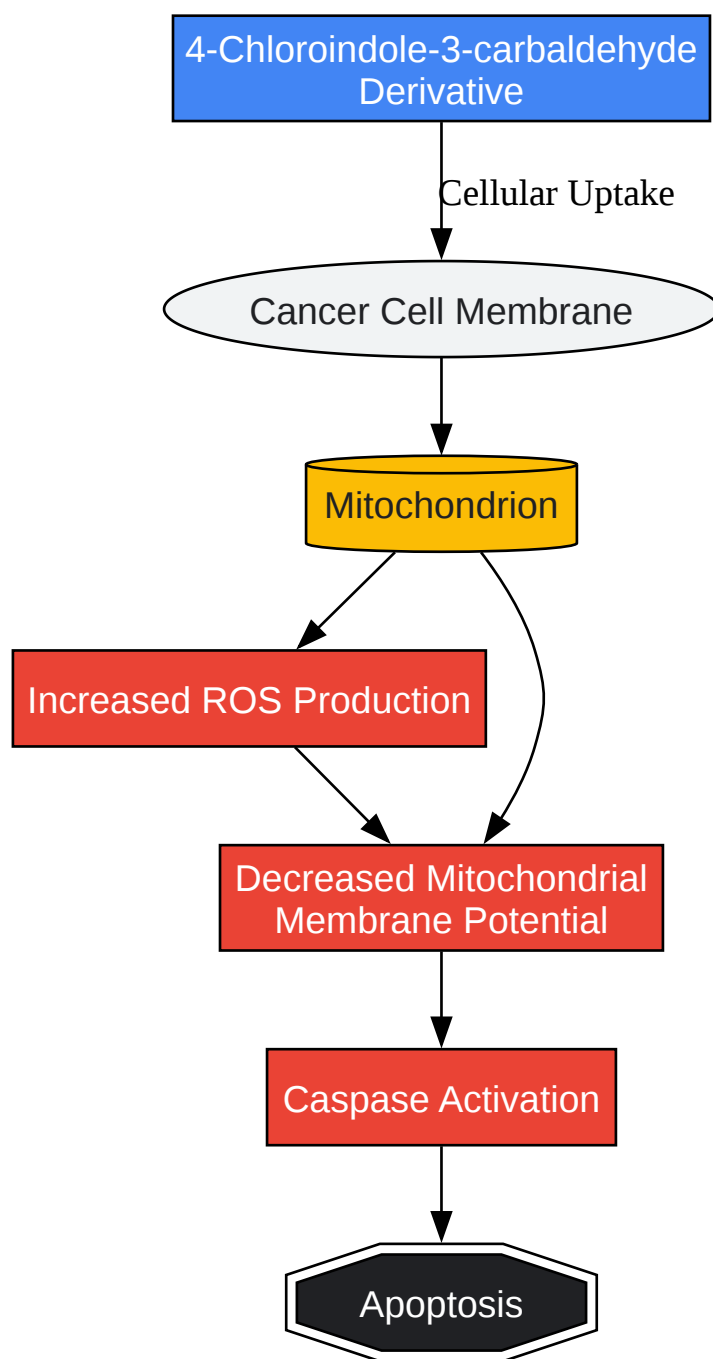 4-Chloroindole-3-carbaldehyde
Derivative
Cellular Uptake
Cancer Cell Membrane
Mitochondrion
Increased ROS Production
Decreased Mitochondrial
Membrane Potential
Caspase Activation
Apoptosis